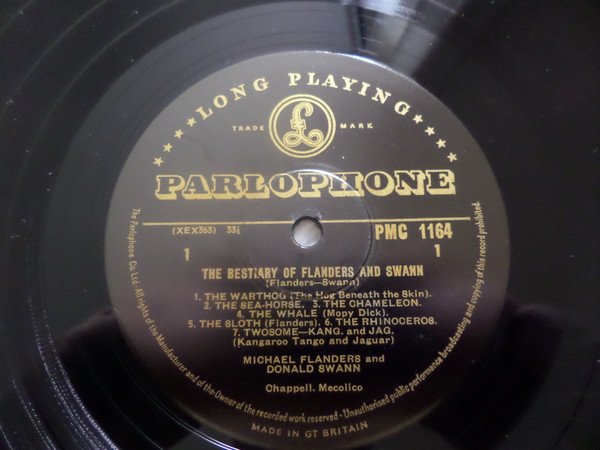 LONG PLAYING
TRADE MARK
£
PARLOPHONE
(XEX363) 33⅓
PMC 1164
1
1
THE BESTIARY OF FLANDERS AND SWANN
(Flanders—Swann)
1. THE WARTHOG (The Hog Beneath the Skin).
2. THE SEA-HORSE. 3. THE CHAMELEON.
4. THE WHALE (Mopy Dick).
5. THE SLOTH (Flanders). 6. THE RHINOCEROS.
7. TWOSOME—KANG. and JAG.
(Kangaroo Tango and Jaguar)
MICHAEL FLANDERS and
DONALD SWANN
Chappell. Mecolico
The Parlophone Co. Ltd. All rights of the Manufacturer and of the Owner of the recorded work reserved - Unauthorised public performance broadcasting and copying of this record prohibited.
MADE IN GT BRITAIN